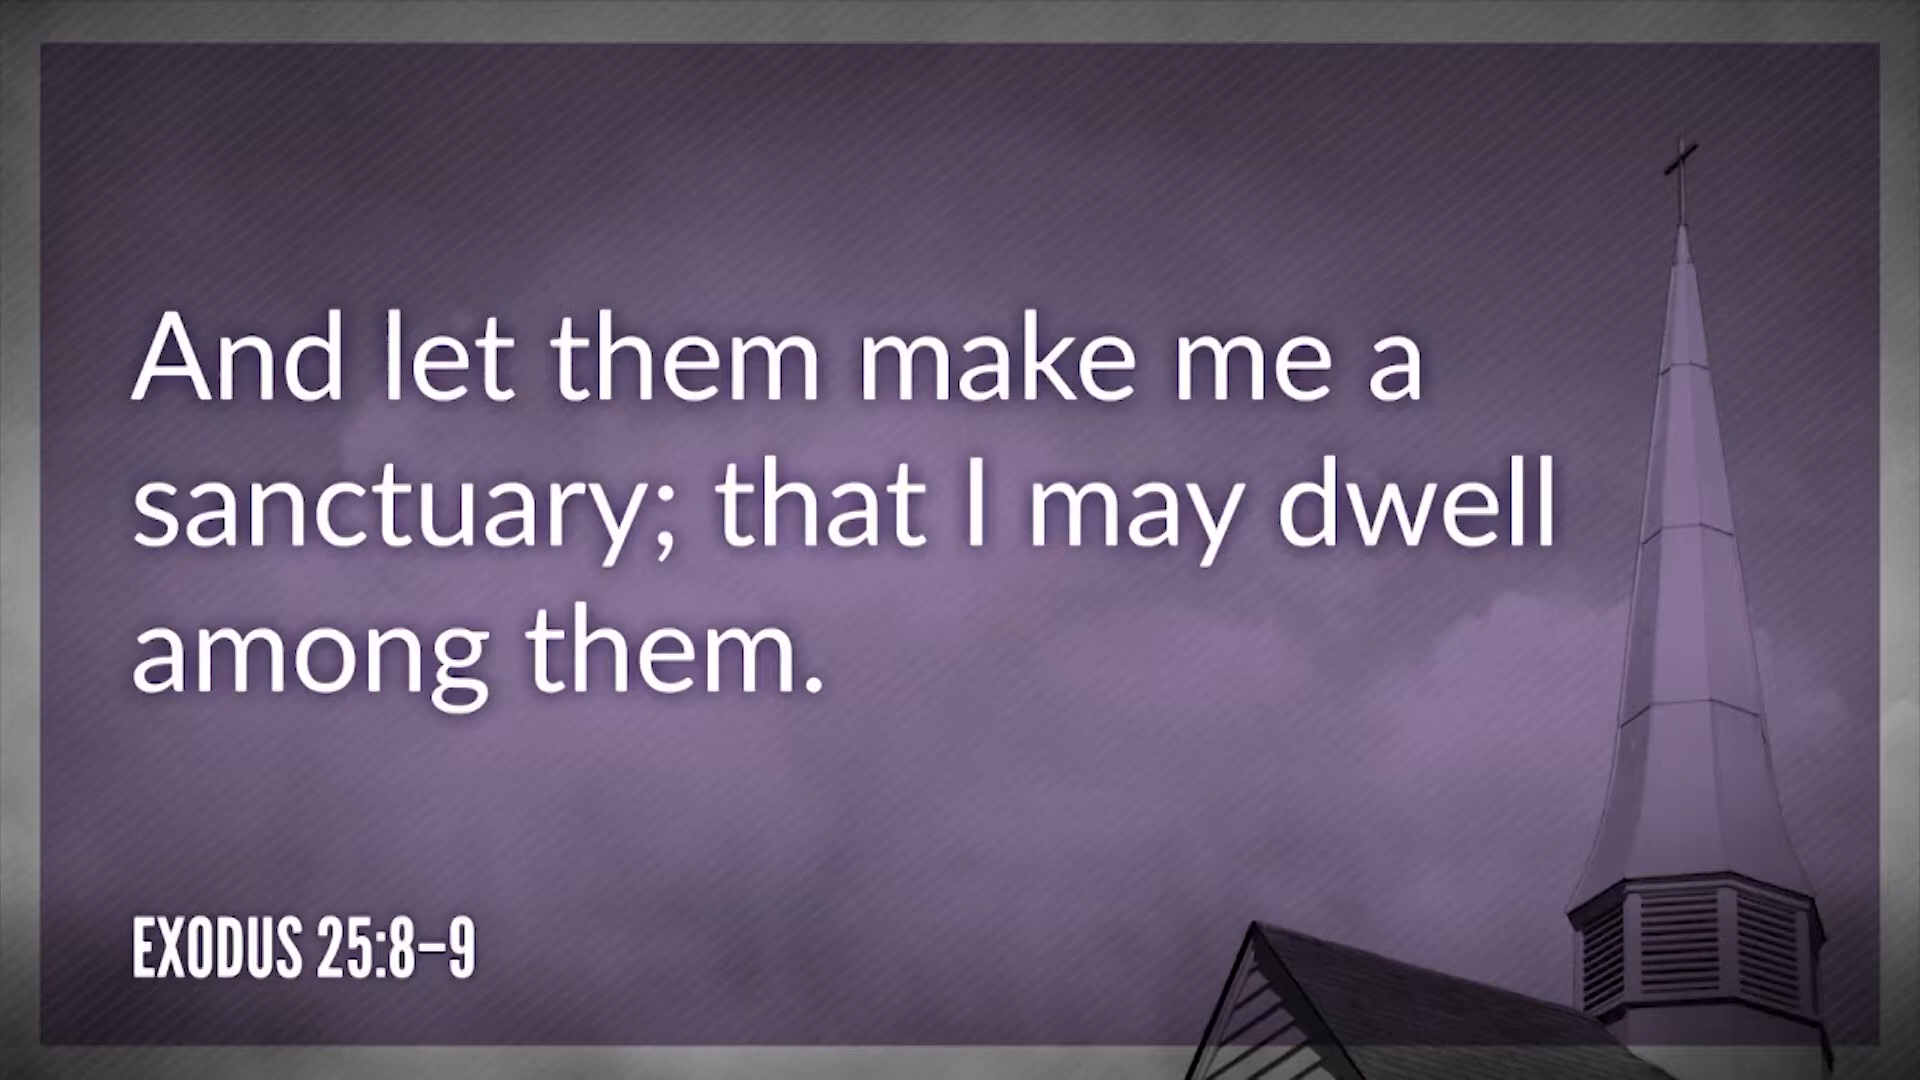 And let them make me a
sanctuary; that I may dwell
among them.
EXODUS 25:8–9